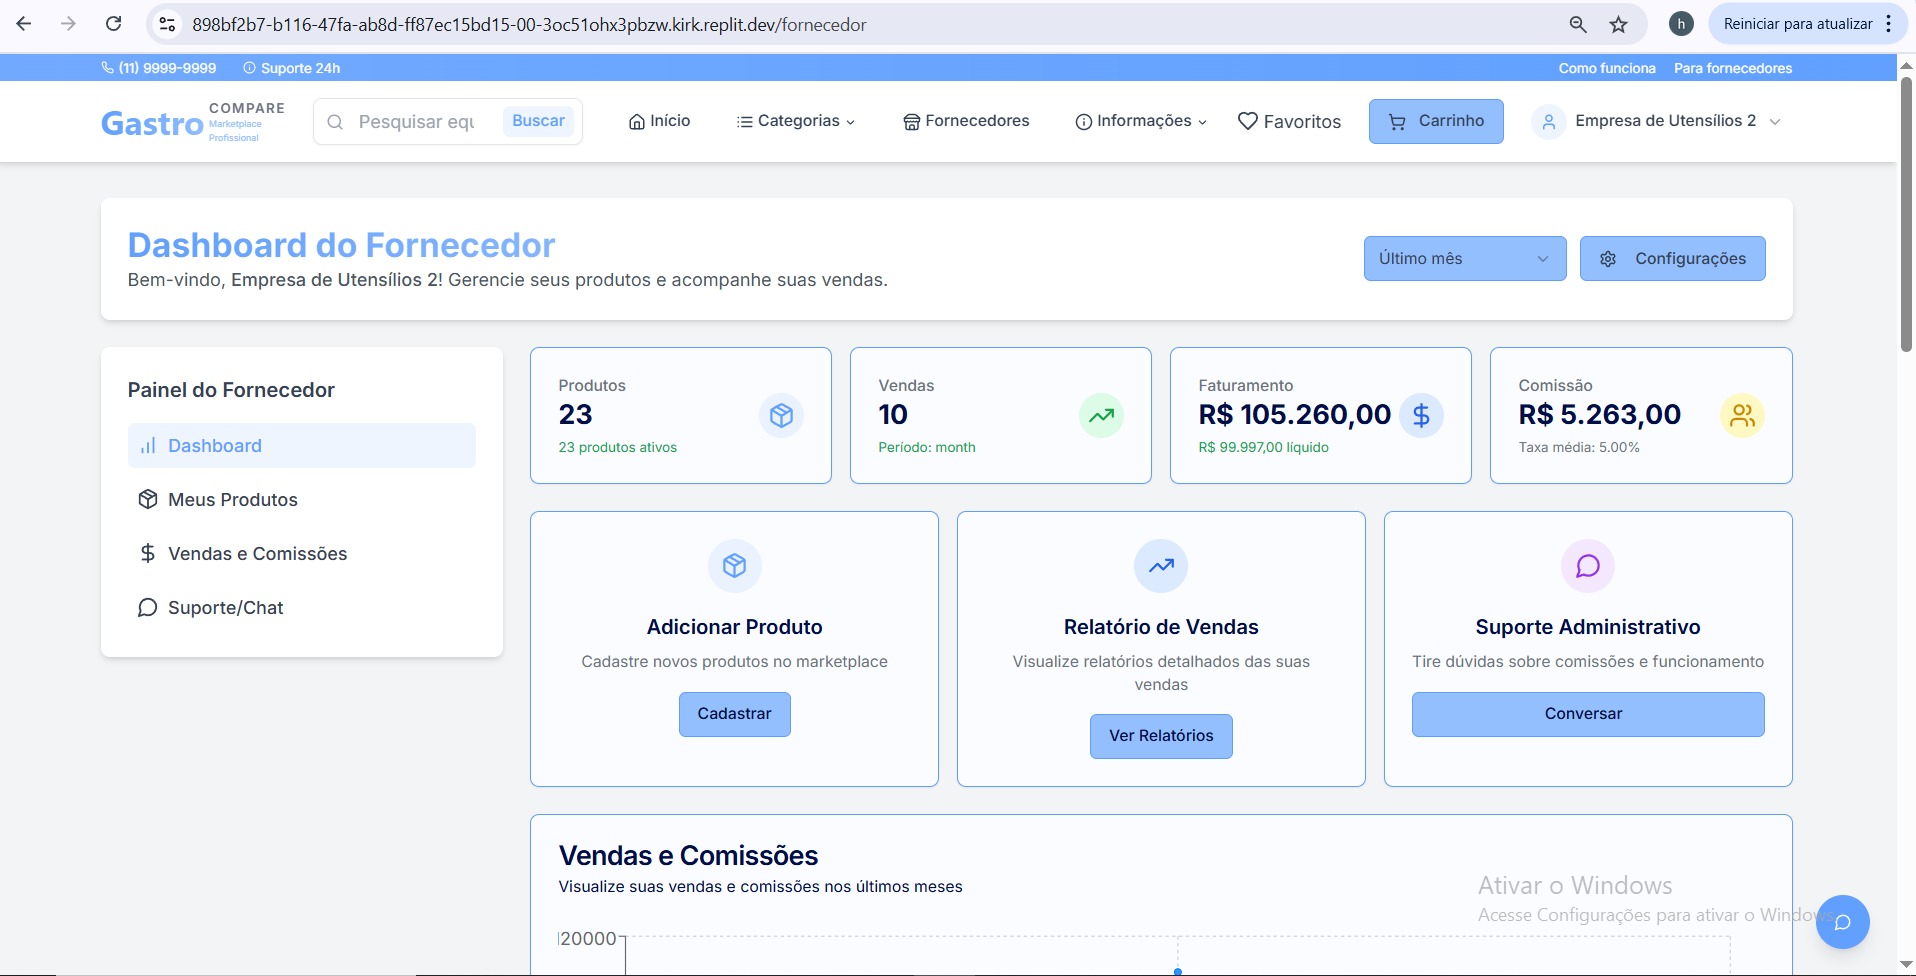 898bf2b7-b116-47fa-ab8d-ff87ec15bd15-00-3oc51ohx3pbzw.kirk.replit.dev/fornecedor
h
Reiniciar para atualizar
(11) 9999-9999
Suporte 24h
Como funciona
Para fornecedores
Gastro
COMPARE
Marketplace
Profissional
Pesquisar equ
Buscar
Início
Categorias
Fornecedores
Informações
Favoritos
Carrinho
Empresa de Utensílios 2
Dashboard do Fornecedor
Bem-vindo, Empresa de Utensílios 2! Gerencie seus produtos e acompanhe suas vendas.
Último mês
Configurações
Painel do Fornecedor
Dashboard
Meus Produtos
Vendas e Comissões
Suporte/Chat
Produtos
23
23 produtos ativos
Vendas
10
Período: month
Faturamento
R$ 105.260,00
R$ 99.997,00 líquido
Comissão
R$ 5.263,00
Taxa média: 5.00%
Adicionar Produto
Cadastre novos produtos no marketplace
Cadastrar
Relatório de Vendas
Visualize relatórios detalhados das suas
vendas
Ver Relatórios
Suporte Administrativo
Tire dúvidas sobre comissões e funcionamento
Conversar
Vendas e Comissões
Visualize suas vendas e comissões nos últimos meses
20000
Ativar o Windows
Acesse Configurações para ativar o Windows.